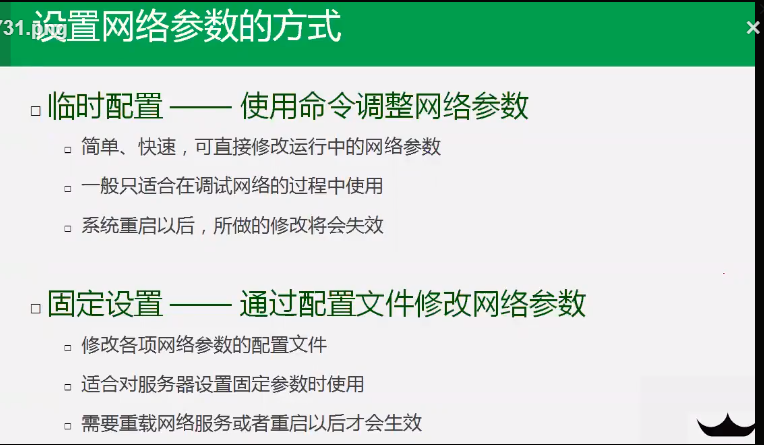 设置网络参数的方式
731.png
×
临时配置 —— 使用命令调整网络参数
简单、快速，可直接修改运行中的网络参数
一般只适合在调试网络的过程中使用
系统重启以后，所做的修改将会失效
固定设置 —— 通过配置文件修改网络参数
修改各项网络参数的配置文件
适合对服务器设置固定参数时使用
需要重载网络服务或者重启以后才会生效